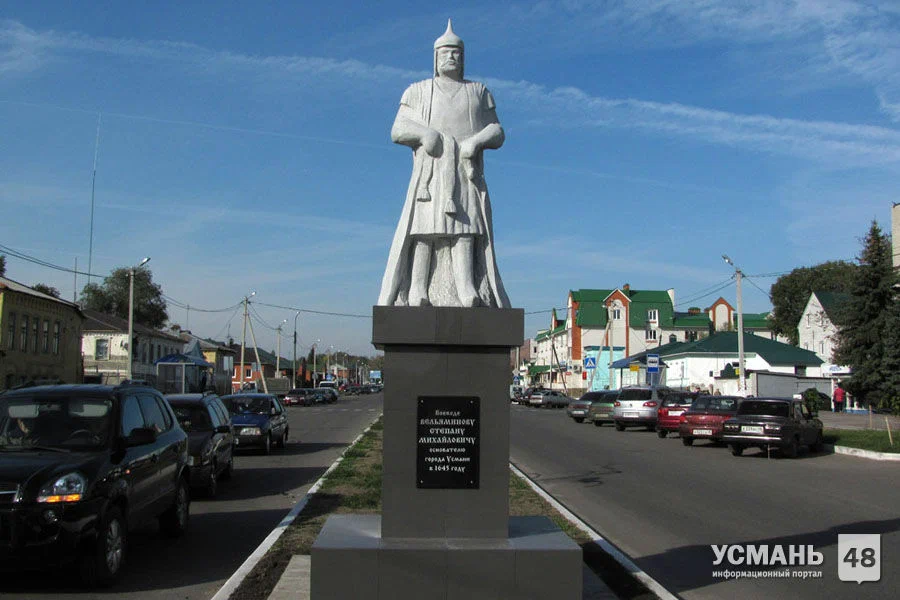 Воеводе
ВЕЛЬЯМИНОВУ
СТЕПАНУ
МИХАЙЛОВИЧУ
основателю
города Усмани
в 1645 году
УСМАНЬ 48
информационный портал